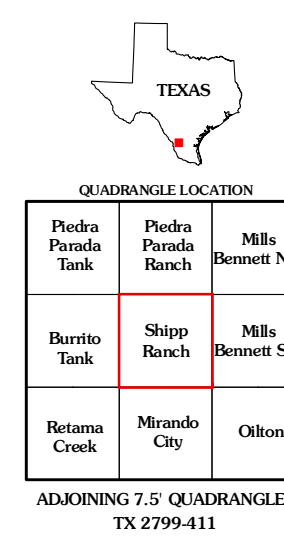 TEXAS
QUADRANGLE LOCATION
Piedra
Parada
Tank
Piedra
Parada
Ranch
Mills
Bennett N
Burrito
Tank
Shipp
Ranch
Mills
Bennett S
Retama
Creek
Mirando
City
Oilton
ADJOINING 7.5' QUADRANGLE
TX 2799-411